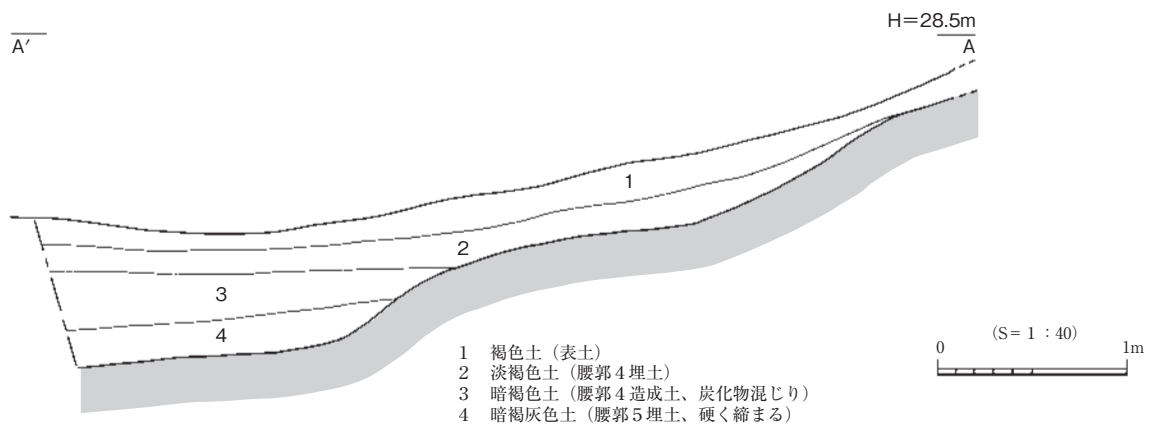 H=28.5m
A′
A
1
2
3
4
(S= 1 : 40)
0
1m
1 褐色土（表土）
2 淡褐色土（腰郭4埋土）
3 暗褐色土（腰郭4造成土、炭化物混じり）
4 暗褐灰色土（腰郭5埋土、硬く締まる）